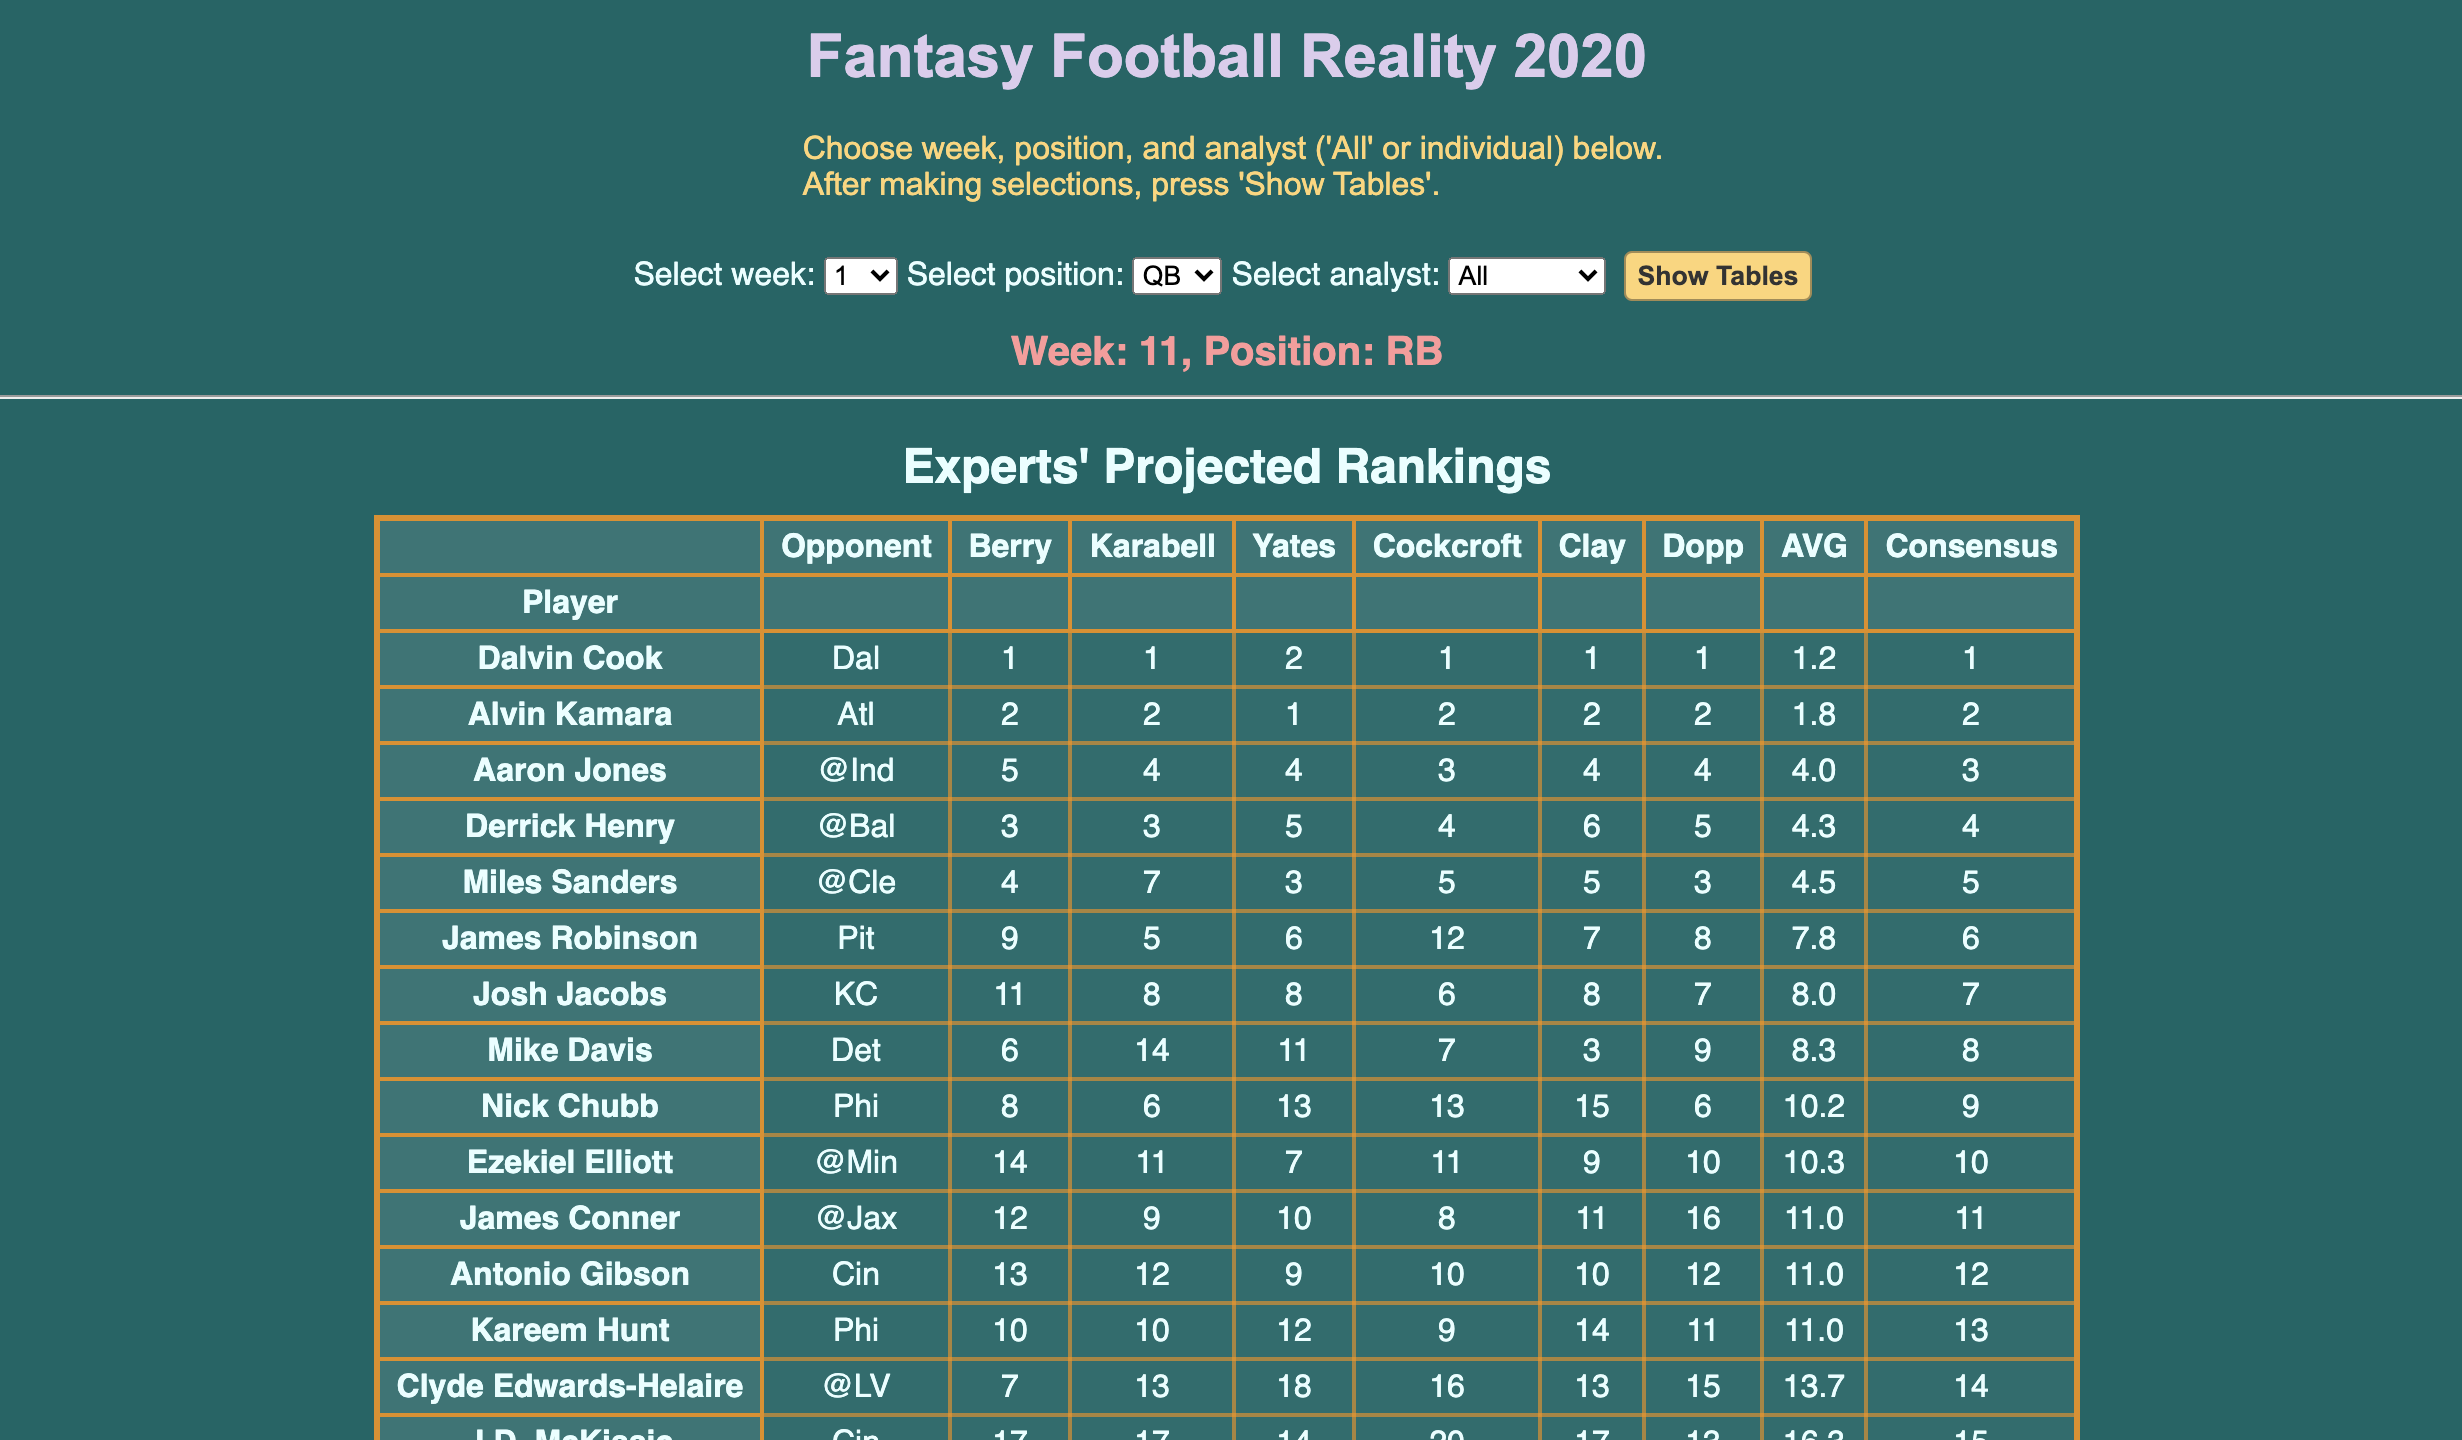 Fantasy Football Reality 2020
Choose week, position, and analyst ('All' or individual) below.
After making selections, press 'Show Tables'.
Select week: 1 Select position: QB Select analyst: All Show Tables
Week: 11, Position: RB
Experts' Projected Rankings
Opponent Berry Karabell Yates Cockcroft Clay Dopp AVG Consensus
Player
Dalvin Cook Dal 1 1 2 1 1 1 1.2 1
Alvin Kamara Atl 2 2 1 2 2 2 1.8 2
Aaron Jones @Ind 5 4 4 3 4 4 4.0 3
Derrick Henry @Bal 3 3 5 4 6 5 4.3 4
Miles Sanders @Cle 4 7 3 5 5 3 4.5 5
James Robinson Pit 9 5 6 12 7 8 7.8 6
Josh Jacobs KC 11 8 8 6 8 7 8.0 7
Mike Davis Det 6 14 11 7 3 9 8.3 8
Nick Chubb Phi 8 6 13 13 15 6 10.2 9
Ezekiel Elliott @Min 14 11 7 11 9 10 10.3 10
James Conner @Jax 12 9 10 8 11 16 11.0 11
Antonio Gibson Cin 13 12 9 10 10 12 11.0 12
Kareem Hunt Phi 10 10 12 9 14 11 11.0 13
Clyde Edwards-Helaire @LV 7 13 18 16 13 15 13.7 14
J.D. McKissic Cin 17 17 14 20 17 15